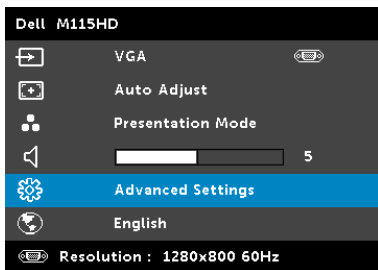 Dell M115HD
VGA
Auto Adjust
Presentation Mode
5
Advanced Settings
English
Resolution : 1280x800 60Hz